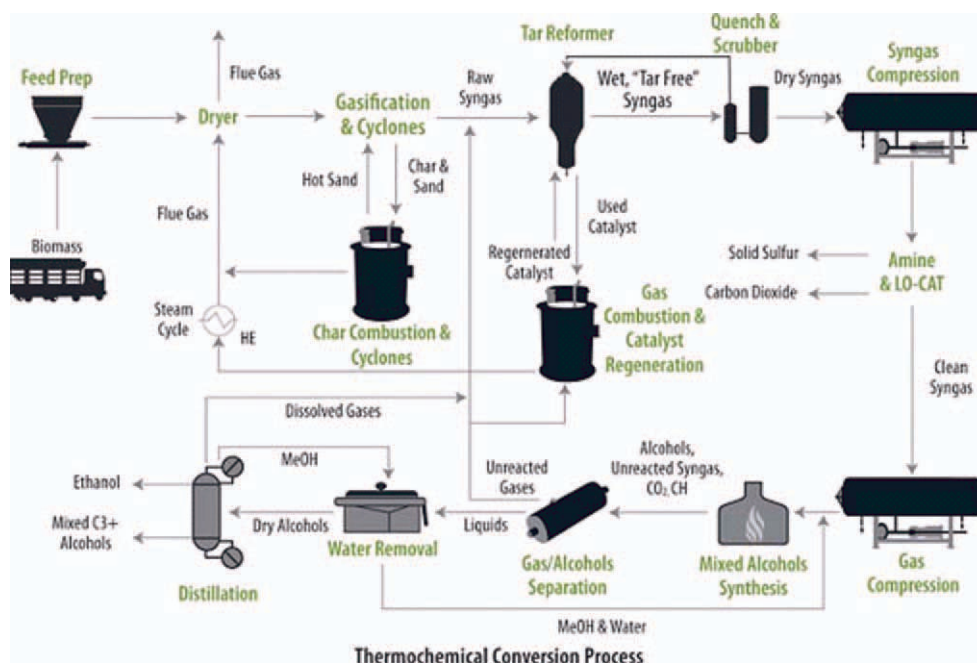 Tar Reformer
Quench &
Scrubber
Syngas
Compression
Feed Prep
Flue Gas
Dryer
Gasification
& Cyclones
Raw
Syngas
Wet, "Tar Free"
Syngas
Dry Syngas
Hot Sand
Char &
Sand
Flue Gas
Biomass
Used
Catalyst
Regernerated
Catalyst
Solid Sulfur
Carbon Dioxide
Amine
& LO-CAT
Steam
Cycle
HE
Char Combustion &
Cyclones
Gas
Combustion &
Catalyst
Regeneration
Clean
Syngas
Dissolved Gases
MeOH
Ethanol
Mixed C3+
Alcohols
Dry Alcohols
Water Removal
Distillation
Unreacted
Gases
Liquids
Gas/Alcohols
Separation
Alcohols,
Unreacted Syngas,
CO2, CH
Mixed Alcohols
Synthesis
Gas
Compression
MeOH & Water
Thermochemical Conversion Process